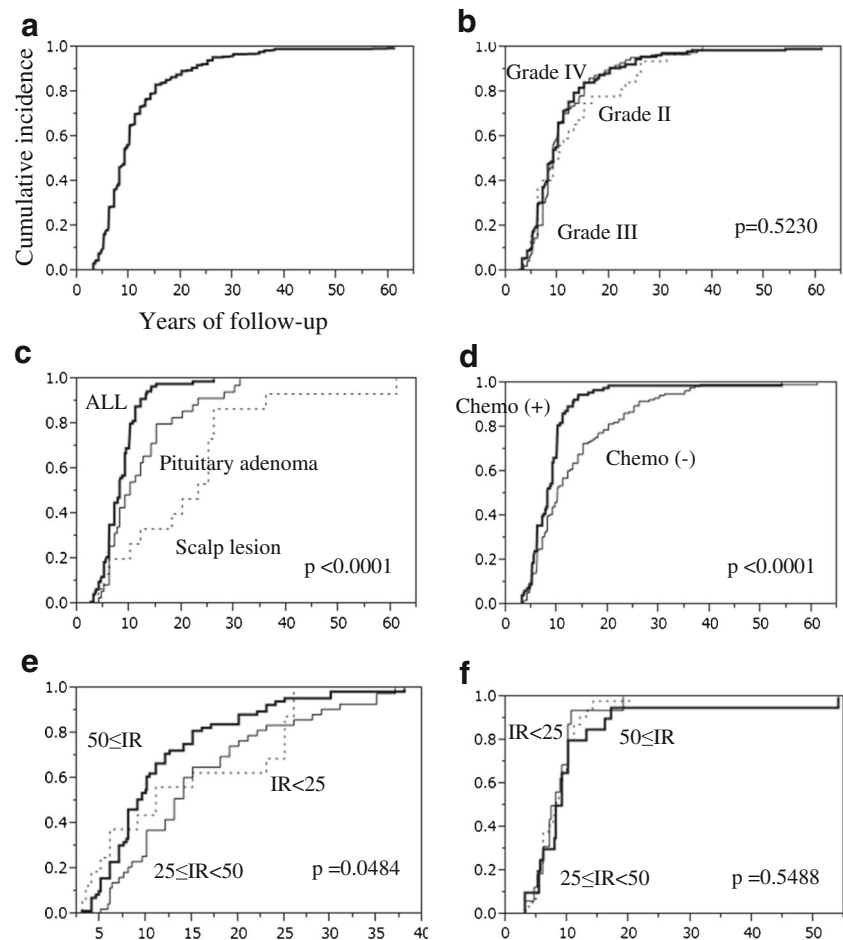 a
b
1.0
0.8
0.6
0.4
0.2
0.0
Cumulative incidence
0 10 20 30 40 50 60
Years of follow-up
1.0
0.8
0.6
0.4
0.2
0.0
Grade IV
Grade II
Grade III
p=0.5230
0 10 20 30 40 50 60
c
d
1.0
0.8
0.6
0.4
0.2
0.0
ALL
Pituitary adenoma
Scalp lesion
p <0.0001
0 10 20 30 40 50 60
1.0
0.8
0.6
0.4
0.2
0.0
Chemo (+)
Chemo (-)
p <0.0001
0 10 20 30 40 50 60
e
f
1.0
0.8
0.6
0.4
0.2
0.0
50≤IR
IR<25
25≤IR<50
p =0.0484
5 10 15 20 25 30 35 40
1.0
0.8
0.6
0.4
0.2
0.0
IR<25
50≤IR
25≤IR<50
p =0.5488
0 10 20 30 40 50